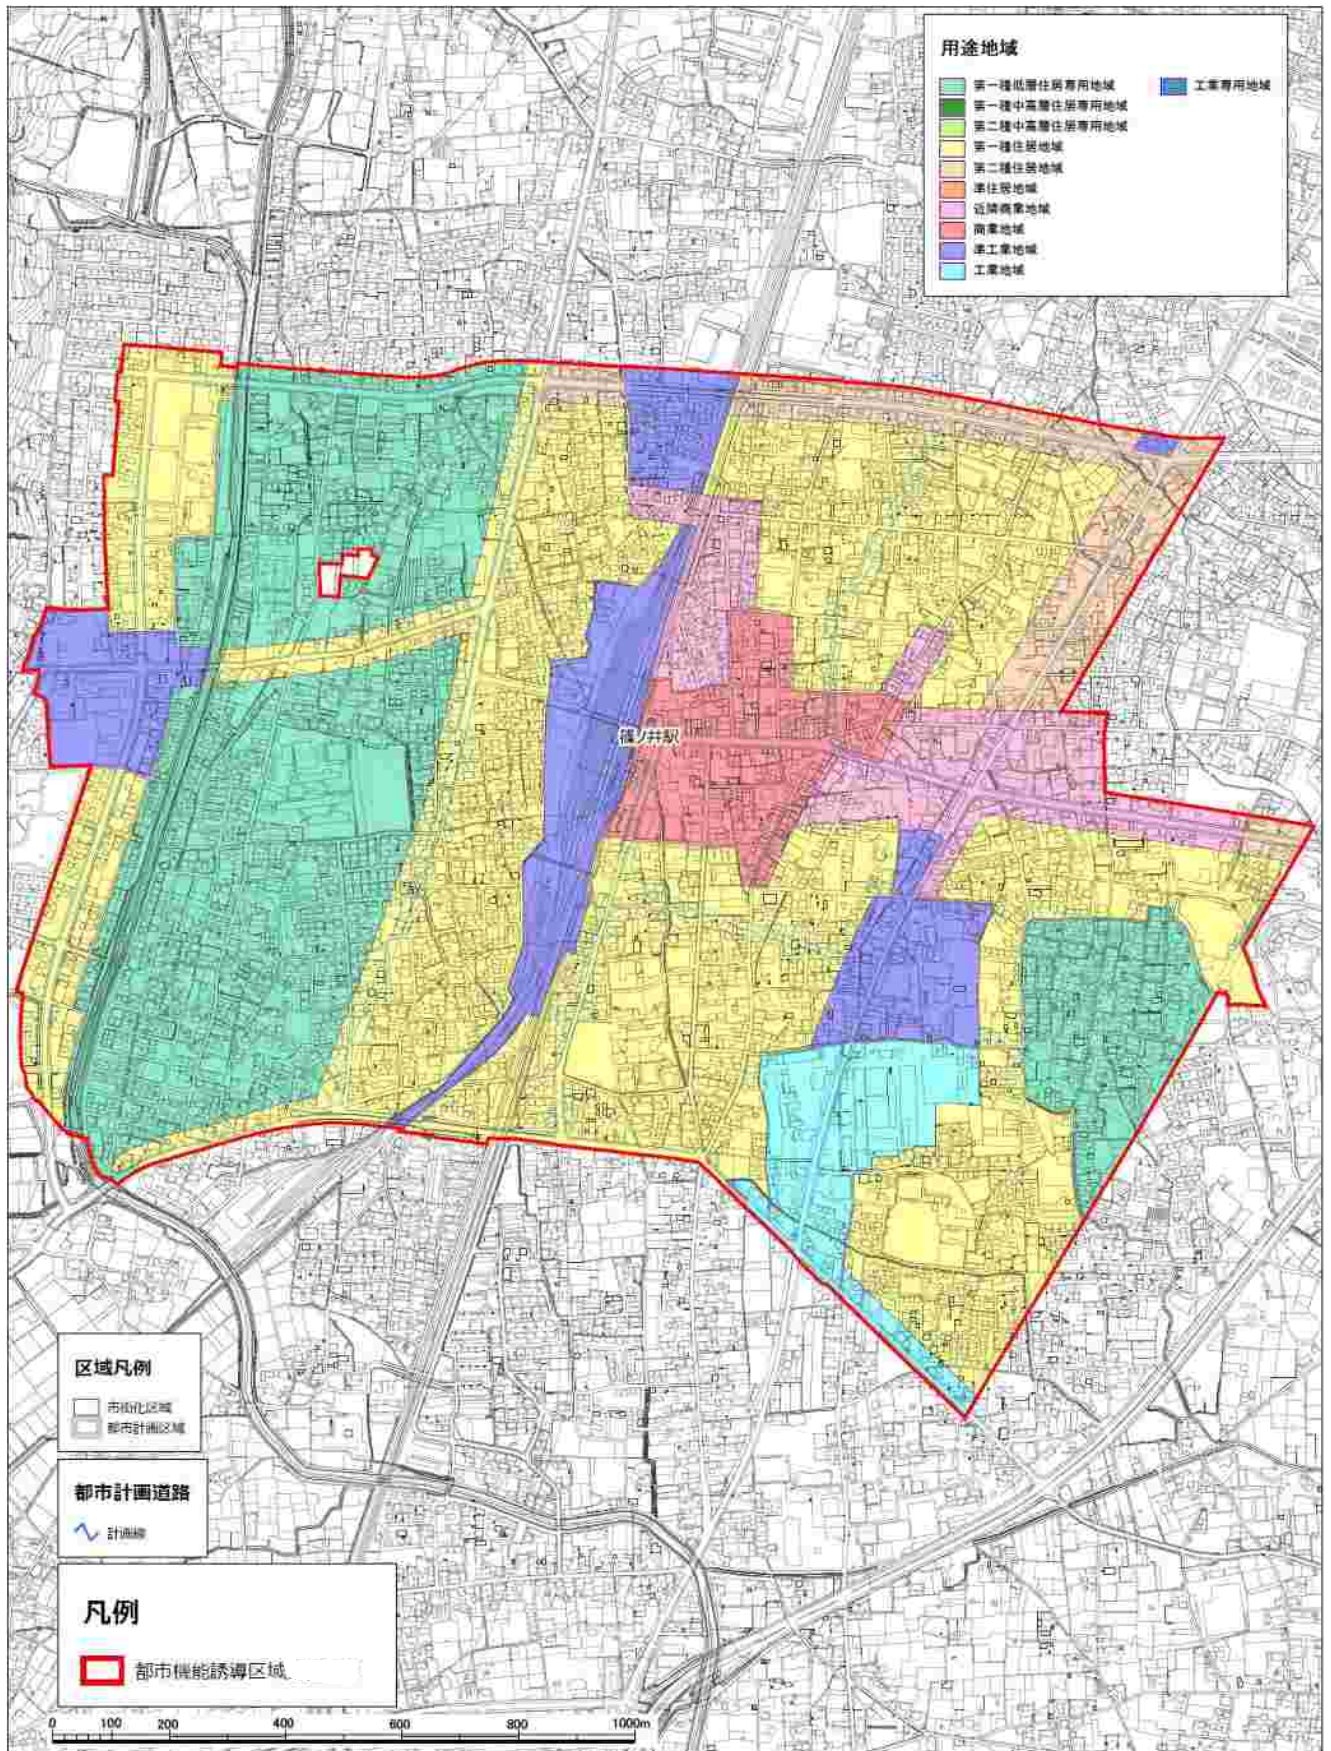 用途地域
第一種低層住居専用地域
第一種中高層住居専用地域
第二種中高層住居専用地域
第一種住居地域
第二種住居地域
準住居地域
近隣商業地域
商業地域
準工業地域
工業地域
工業専用地域
篠ノ井駅
区域凡例
市街化区域
都市計画区域
都市計画道路
計画線
凡例
都市機能誘導区域
0 100 200 400 600 800 1000m